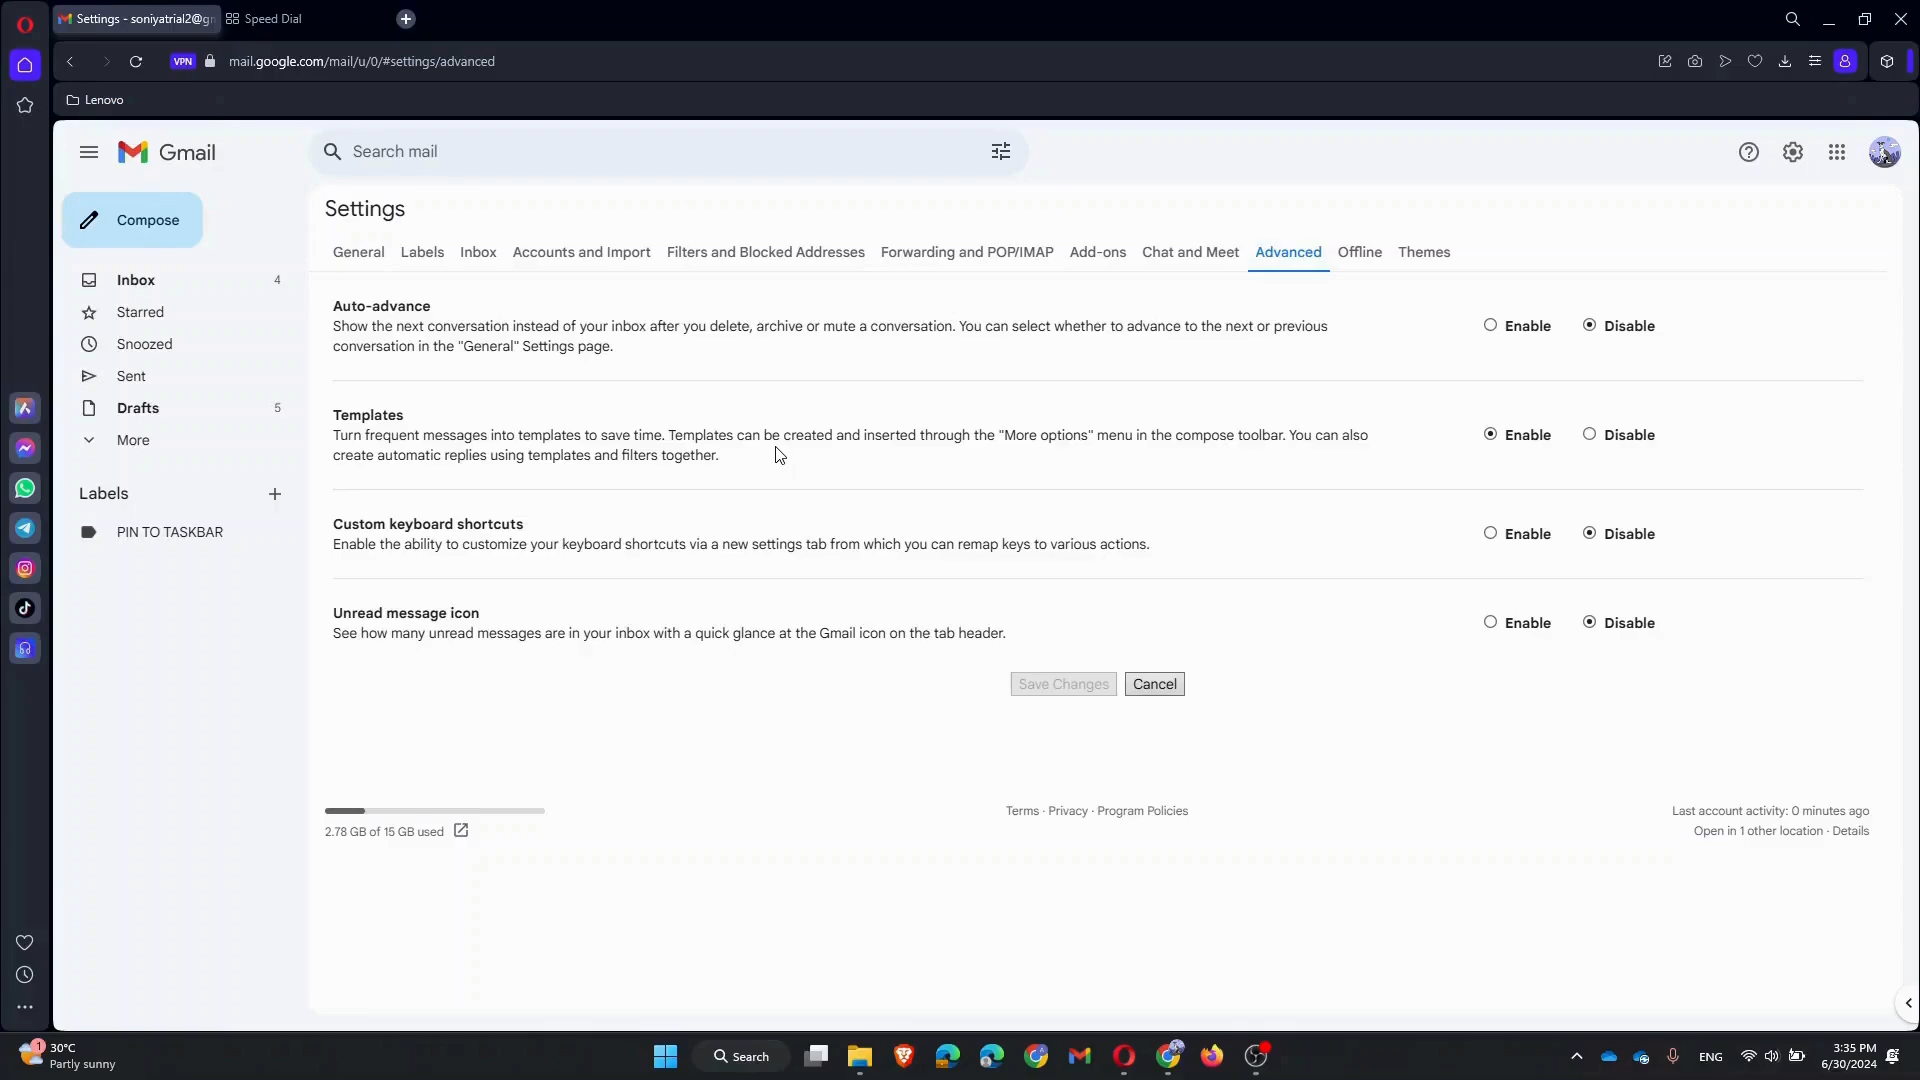 Settings - soniyatrial2@gm
Speed Dial
VPN
mail.google.com/mail/u/0/#settings/advanced
Lenovo
Gmail
Search mail
Compose
Inbox 4
Starred
Snoozed
Sent
Drafts 5
More
Labels
PIN TO TASKBAR
Settings
General Labels Inbox Accounts and Import Filters and Blocked Addresses Forwarding and POP/IMAP Add-ons Chat and Meet Advanced Offline Themes
Auto-advance
Show the next conversation instead of your inbox after you delete, archive or mute a conversation. You can select whether to advance to the next or previous
conversation in the "General" Settings page.
Enable Disable
Templates
Turn frequent messages into templates to save time. Templates can be created and inserted through the "More options" menu in the compose toolbar. You can also
create automatic replies using templates and filters together.
Enable Disable
Custom keyboard shortcuts
Enable the ability to customize your keyboard shortcuts via a new settings tab from which you can remap keys to various actions.
Enable Disable
Unread message icon
See how many unread messages are in your inbox with a quick glance at the Gmail icon on the tab header.
Enable Disable
Save Changes Cancel
2.78 GB of 15 GB used
Terms · Privacy · Program Policies
Last account activity: 0 minutes ago
Open in 1 other location · Details
1
30°C
Partly sunny
Search
ENG
3:35 PM
6/30/2024